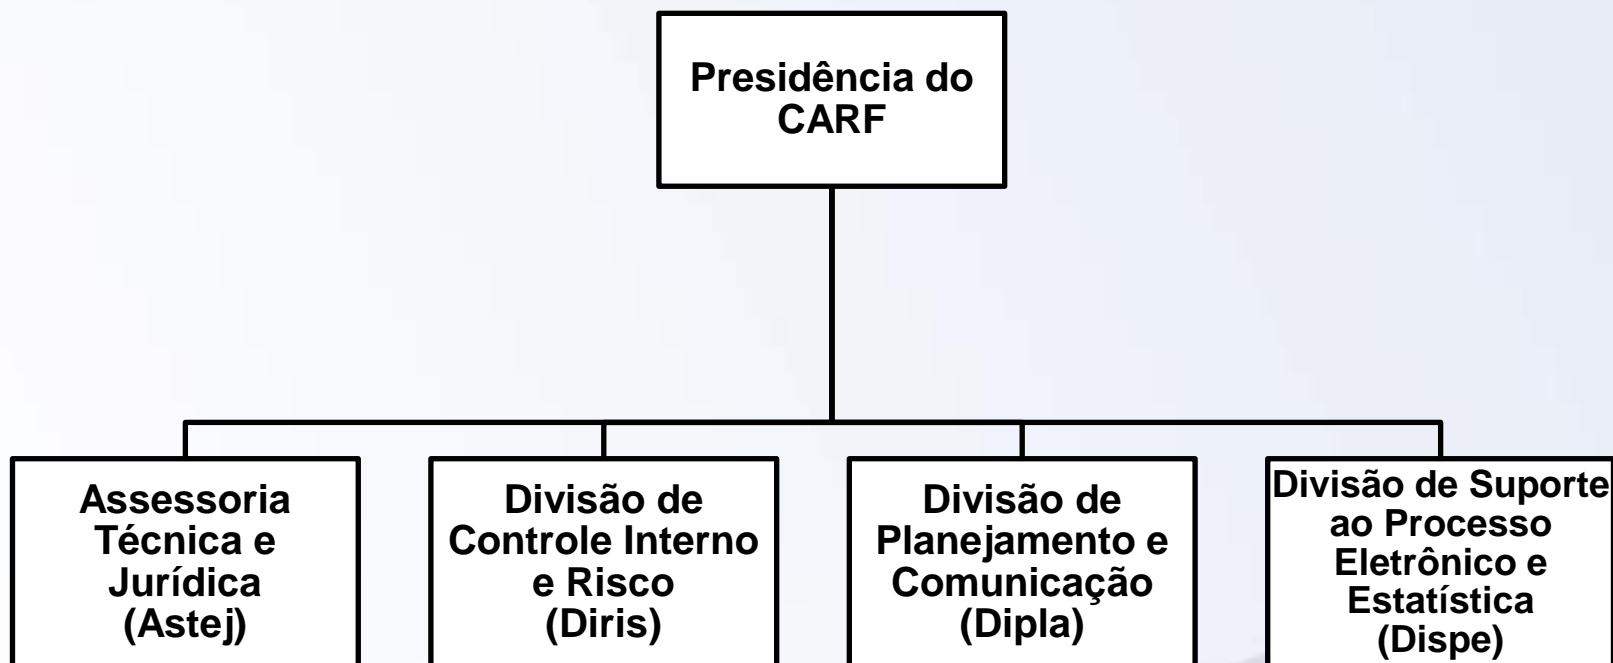 Presidência do
CARF
Assessoria
Técnica e
Jurídica
(Astej)
Divisão de
Controle Interno
e Risco
(Diris)
Divisão de
Planejamento e
Comunicação
(Dipla)
Divisão de Suporte
ao Processo
Eletrônico e
Estatística
(Dispe)